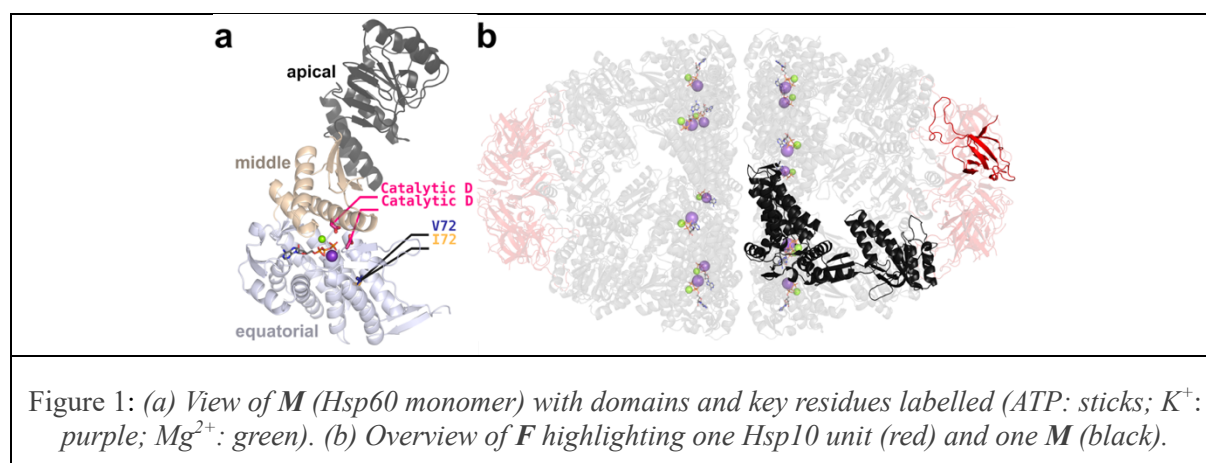 a
b
apical
middle
Catalytic D
Catalytic D
V72
I72
equatorial
Figure 1: (a) View of M (Hsp60 monomer) with domains and key residues labelled (ATP: sticks; K⁺: purple; Mg²⁺: green). (b) Overview of F highlighting one Hsp10 unit (red) and one M (black).